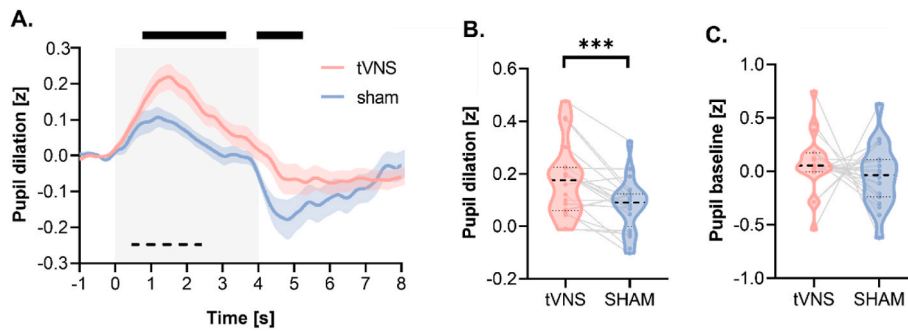 A.
Pupil dilation [z]
0.3
0.2
0.1
0.0
-0.1
-0.2
-0.3
tVNS
sham
-1 0 1 2 3 4 5 6 7 8
Time [s]
B.
***
Pupil dilation [z]
0.6
0.4
0.2
0.0
-0.2
tVNS SHAM
C.
Pupil baseline [z]
1.0
0.5
0.0
-0.5
-1.0
tVNS SHAM